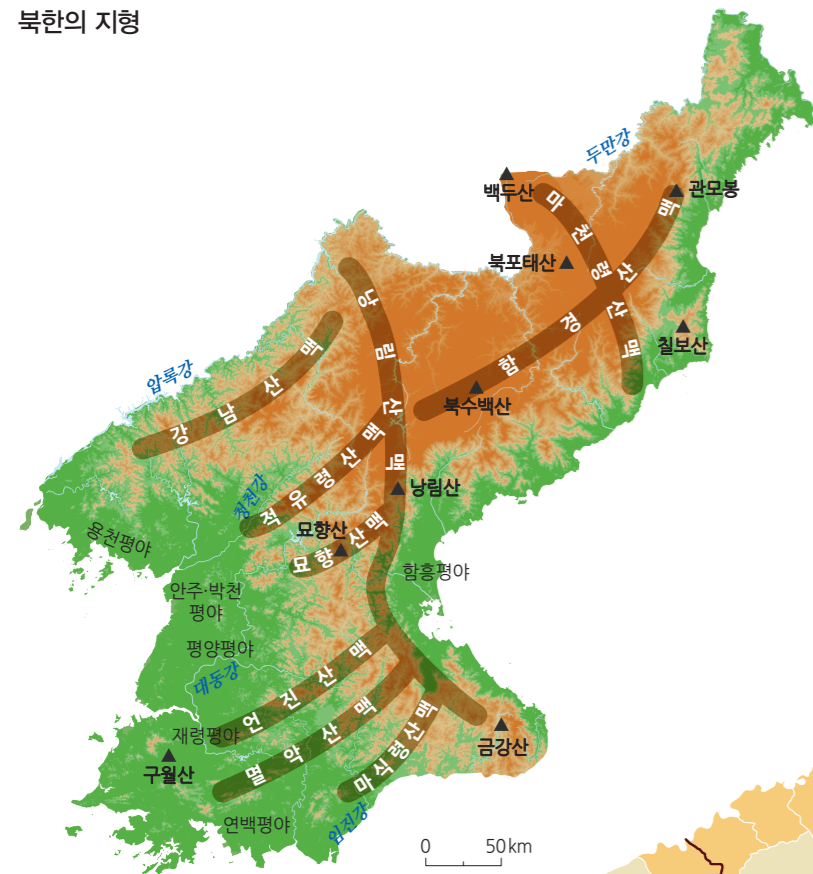 북한의 지형
두만강
백두산
관모봉
마천령산맥
북포태산
함경산맥
칠보산
낭림산맥
압록강
강남산맥
북수백산
적유령산맥
청천강
낭림산
묘향산
묘향산맥
용천평야
함흥평야
안주·박천
평야
평양평야
대동강
언진산맥
재령평야
멸악산맥
마식령산맥
금강산
구월산
연백평야
임진강
0 50km